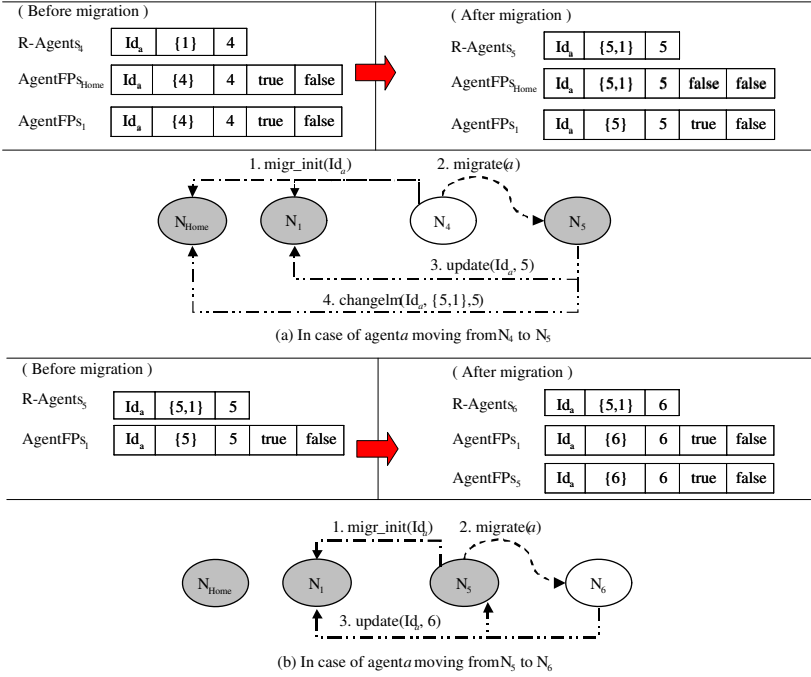 ( Before migration )
R-Agents4 Ida {1} 4
AgentFPsHome Ida {4} 4 true false
AgentFPs1 Ida {4} 4 true false
( After migration )
R-Agents5 Ida {5,1} 5
AgentFPsHome Ida {5,1} 5 false false
AgentFPs1 Ida {5} 5 true false
1. migr_init(Ida)
2. migrate(a)
NHome N1 N4 N5
3. update(Ida, 5)
4. changelm(Ida, {5,1},5)
(a) In case of agent a moving from N4 to N5
( Before migration )
R-Agents5 Ida {5,1} 5
AgentFPs1 Ida {5} 5 true false
( After migration )
R-Agents6 Ida {5,1} 6
AgentFPs1 Ida {6} 6 true false
AgentFPs5 Ida {6} 6 true false
1. migr_init(Ida)
2. migrate(a)
NHome N1 N5 N6
3. update(Ida, 6)
(b) In case of agent a moving from N5 to N6